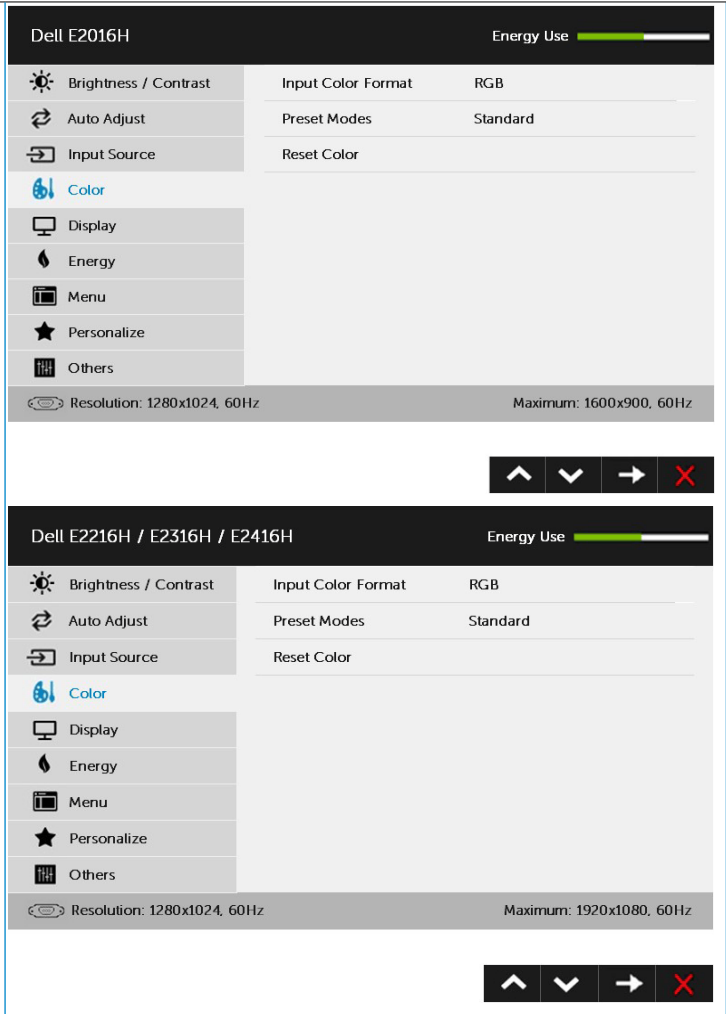 Dell E2016H Energy Use
Brightness / Contrast Input Color Format RGB
Auto Adjust Preset Modes Standard
Input Source Reset Color
Color
Display
Energy
Menu
Personalize
Others
Resolution: 1280x1024, 60Hz Maximum: 1600x900, 60Hz
Dell E2216H / E2316H / E2416H Energy Use
Brightness / Contrast Input Color Format RGB
Auto Adjust Preset Modes Standard
Input Source Reset Color
Color
Display
Energy
Menu
Personalize
Others
Resolution: 1280x1024, 60Hz Maximum: 1920x1080, 60Hz